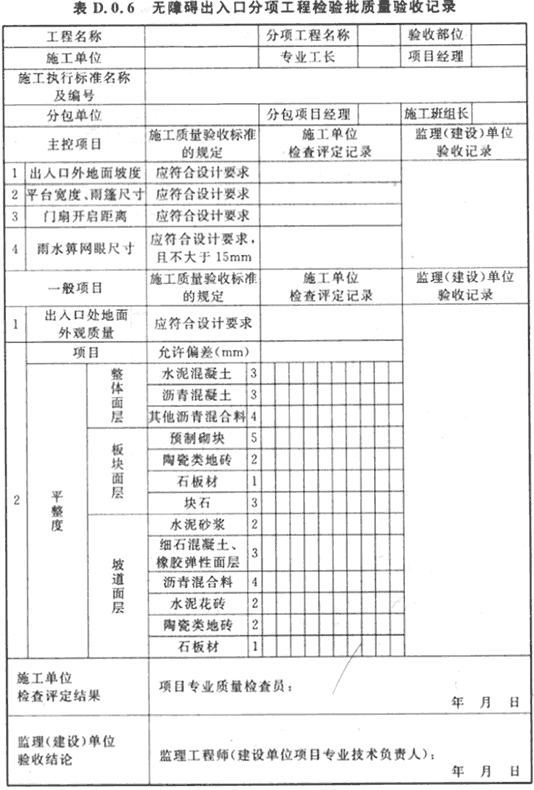 表 D.0.6 无障碍出入口分项工程检验批质量验收记录
工程名称 分项工程名称 验收部位
施工单位 专业工长 项目经理
施工执行标准名称
及编号
分包单位 分包项目经理 施工班组长
主控项目 施工质量验收标准
的规定 施工单位
检查评定记录 监理(建设)单位
验收记录
1 出入口外地面坡度 应符合设计要求
2 平台宽度、雨篷尺寸 应符合设计要求
3 门扇开启距离 应符合设计要求
4 雨水箅网眼尺寸 应符合设计要求,
且不大于15mm
一般项目 施工质量验收标准
的规定 施工单位
检查评定记录 监理(建设)单位
验收记录
1 出入口处地面
外观质量 应符合设计要求
2 项目 允许偏差(mm)
平整度
整体面层
水泥混凝土 3
沥青混凝土 3
其他沥青混合料 4
板块面层
预制砌块 5
陶瓷类地砖 2
石板材 1
块石 3
坡道面层
水泥砂浆 2
细石混凝土、
橡胶弹性面层 3
沥青混合料 4
水泥花砖 2
陶瓷类地砖 2
石板材 1
施工单位
检查评定结果
项目专业质量检查员:
年 月 日
监理(建设)单位
验收结论
监理工程师(建设单位项目专业技术负责人):
年 月 日